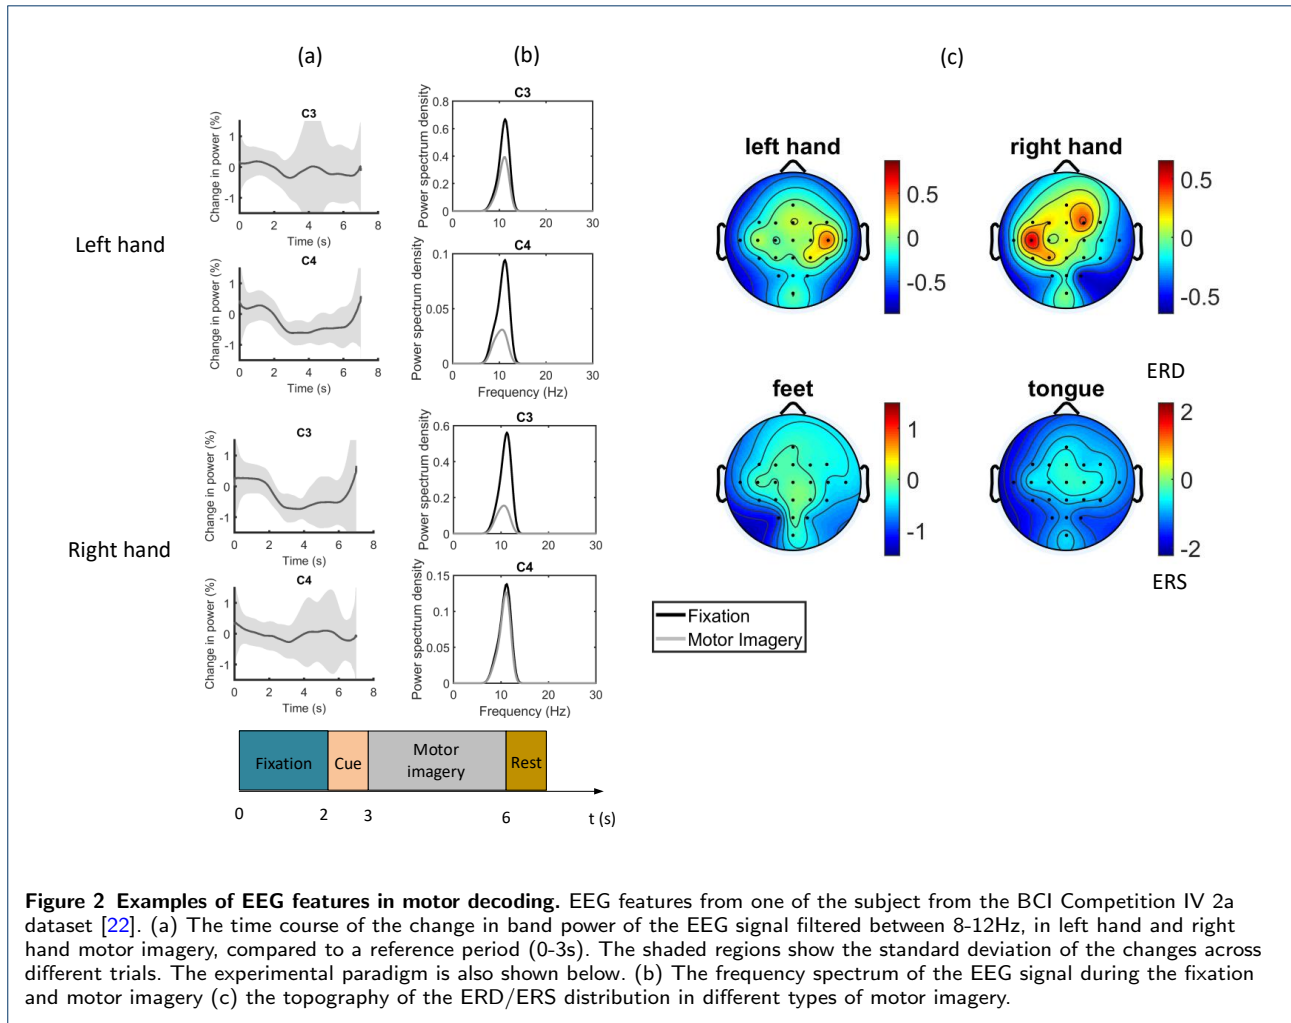 (a)
(b)
(c)
Left hand
C3
Change in power (%)
1
0
-1
0 2 4 6 8
Time (s)
C4
Change in power (%)
1
0
-1
0 2 4 6 8
Time (s)
C3
Power spectrum density
0.8
0.6
0.4
0.2
0
0 10 20 30
C4
Power spectrum density
0.1
0.05
0
0 10 20 30
Frequency (Hz)
Right hand
C3
Change in power (%)
1
0
-1
0 2 4 6 8
Time (s)
C4
Change in power (%)
1
0
-1
0 2 4 6 8
Time (s)
C3
Power spectrum density
0.6
0.4
0.2
0
0 10 20 30
C4
Power spectrum density
0.15
0.1
0.05
0
0 10 20 30
Frequency (Hz)
left hand
0.5
0
-0.5
right hand
0.5
0
-0.5
ERD
feet
1
0
-1
tongue
2
0
-2
ERS
Fixation
Motor Imagery
Fixation
Cue
Motor
imagery
Rest
0 2 3 6 t (s)
Figure 2 Examples of EEG features in motor decoding. EEG features from one of the subject from the BCI Competition IV 2a
dataset [22]. (a) The time course of the change in band power of the EEG signal filtered between 8-12Hz, in left hand and right
hand motor imagery, compared to a reference period (0-3s). The shaded regions show the standard deviation of the changes across
different trials. The experimental paradigm is also shown below. (b) The frequency spectrum of the EEG signal during the fixation
and motor imagery (c) the topography of the ERD/ERS distribution in different types of motor imagery.